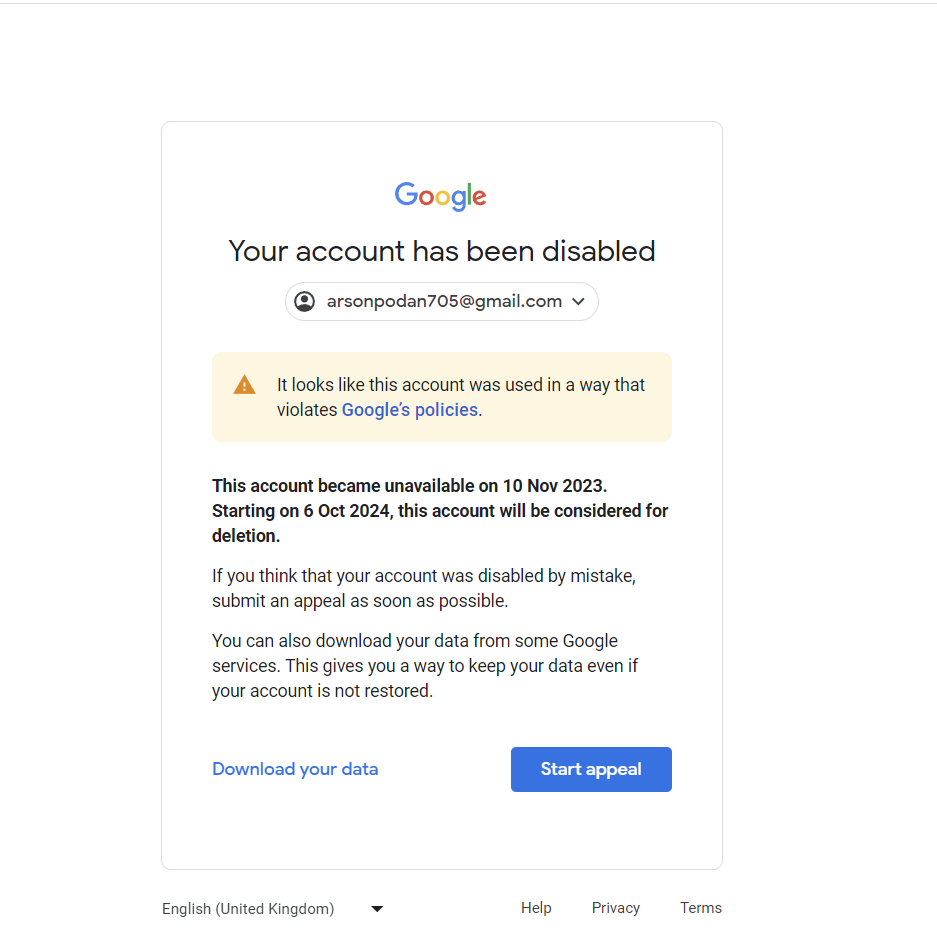 Google
Your account has been disabled
arsonpodan705@gmail.com
It looks like this account was used in a way that
violates Google’s policies.
This account became unavailable on 10 Nov 2023.
Starting on 6 Oct 2024, this account will be considered for
deletion.
If you think that your account was disabled by mistake,
submit an appeal as soon as possible.
You can also download your data from some Google
services. This gives you a way to keep your data even if
your account is not restored.
Download your data
Start appeal
English (United Kingdom)
Help
Privacy
Terms